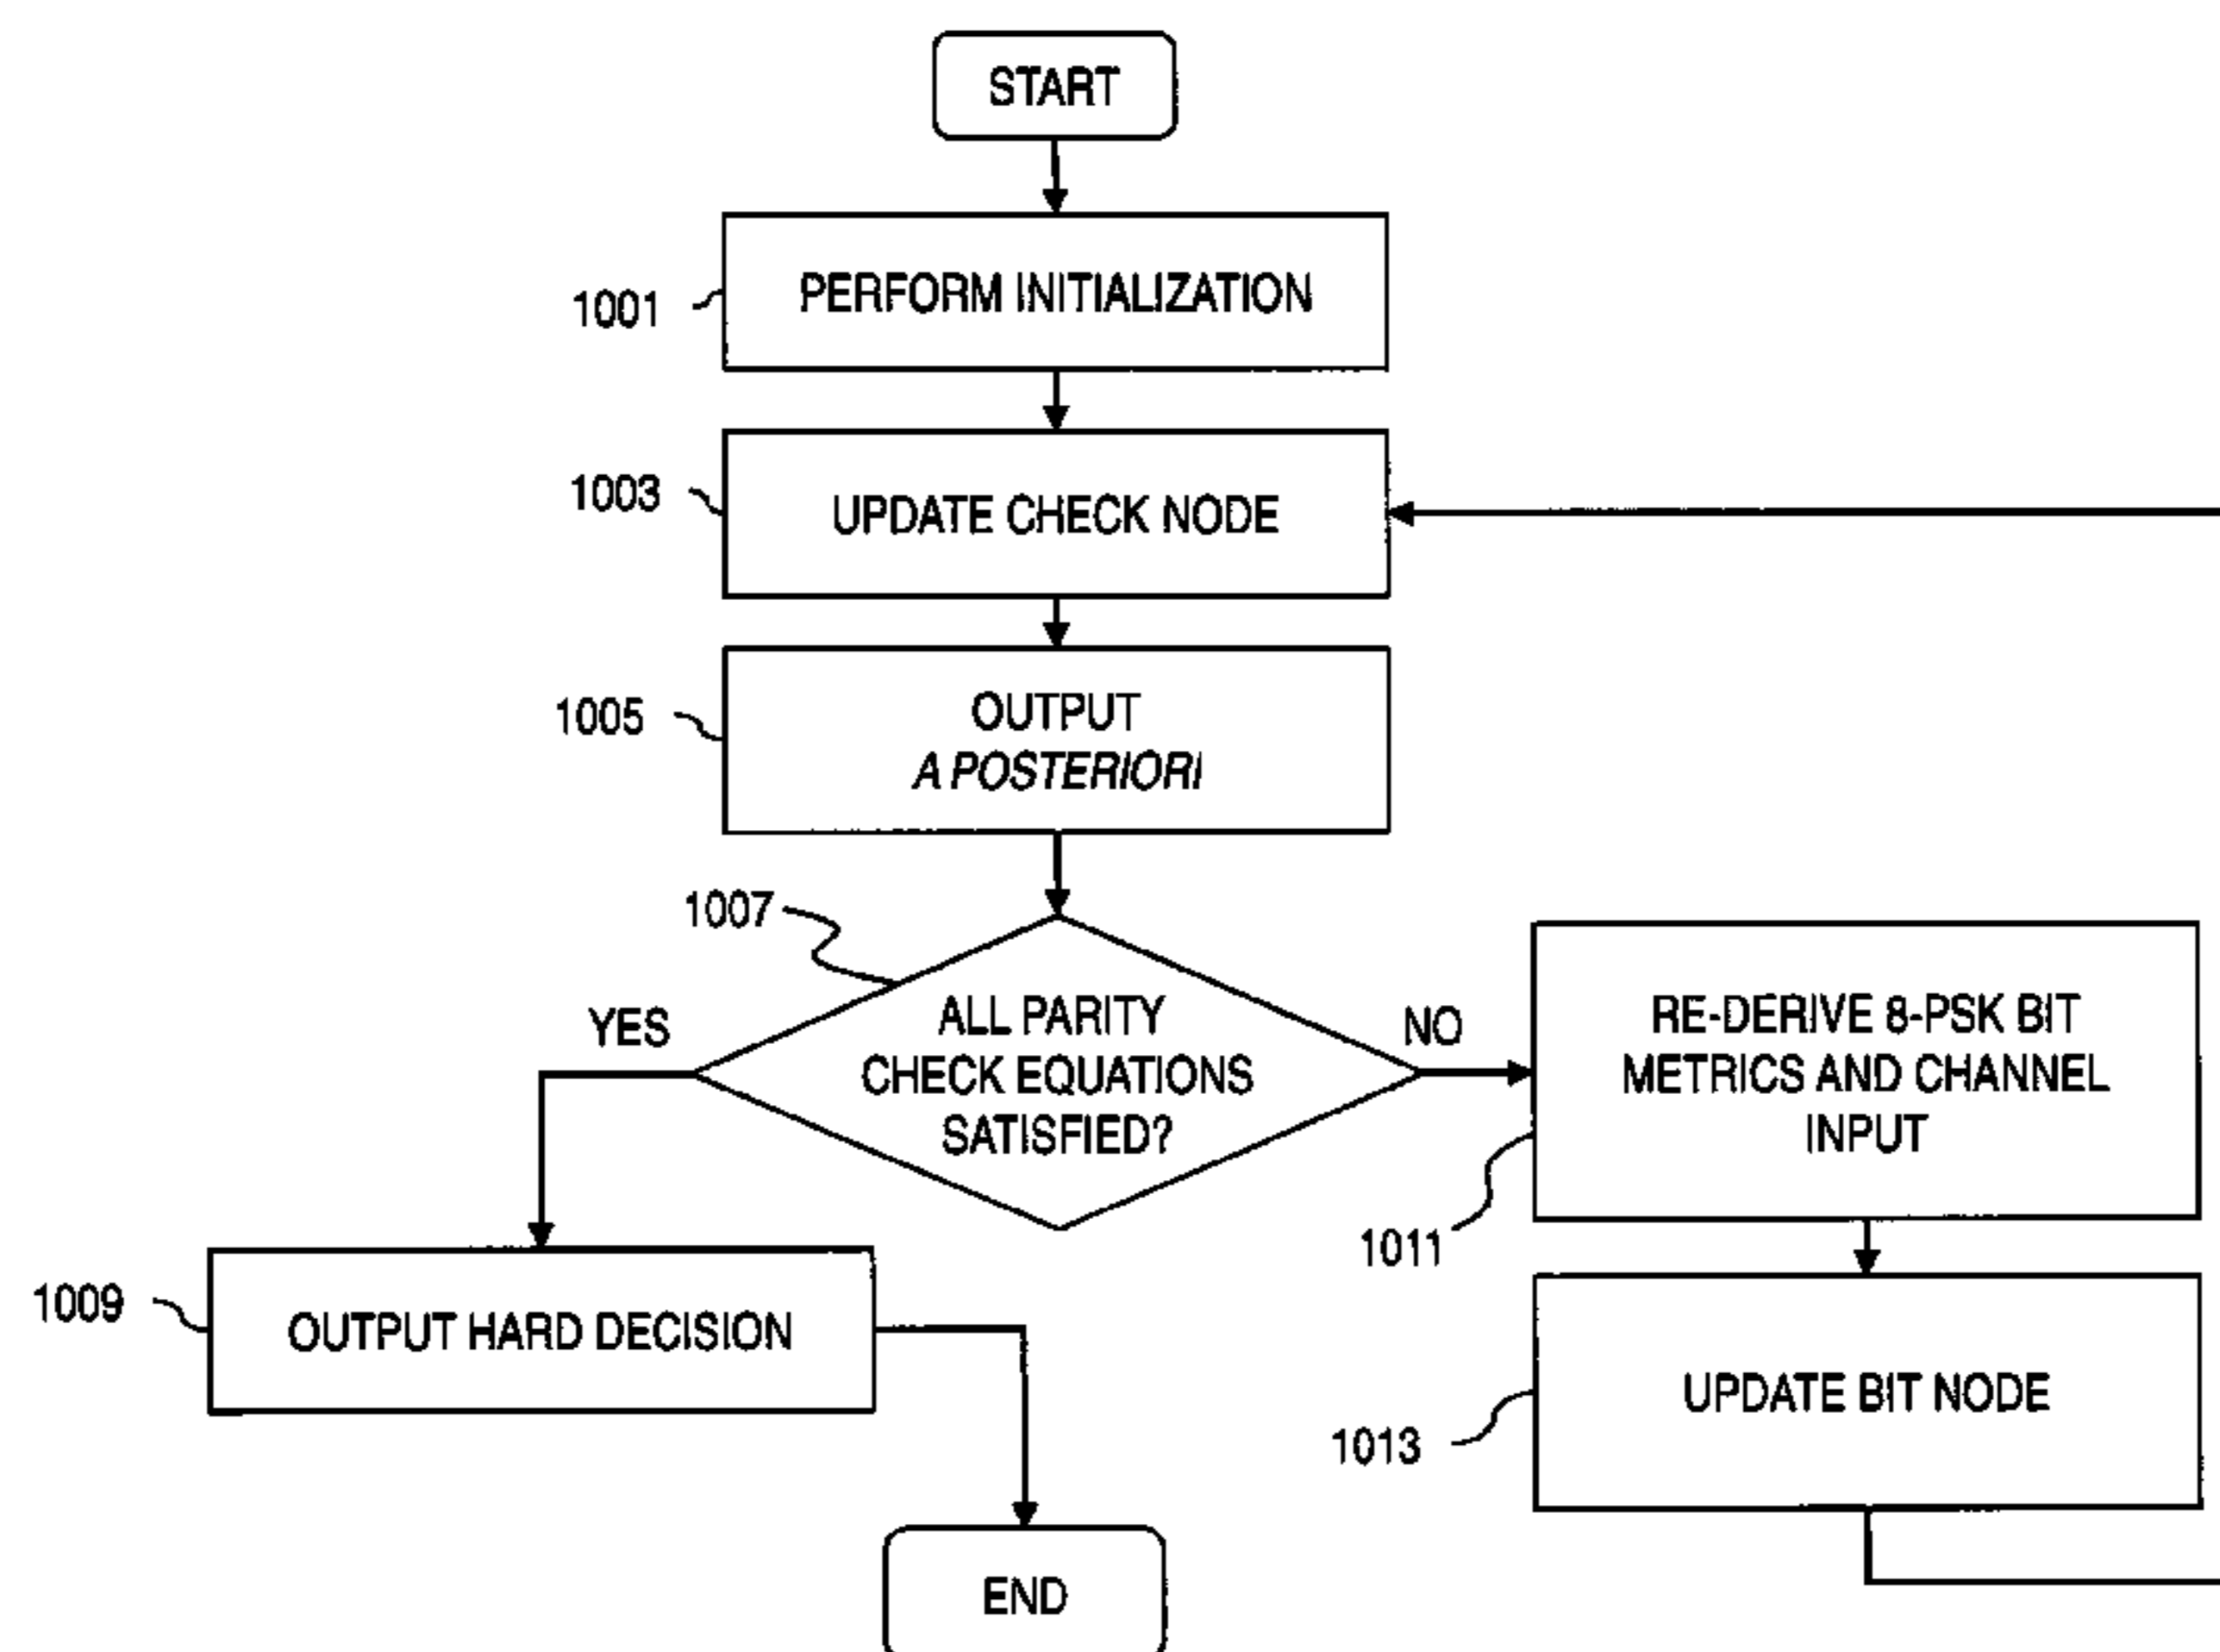 START
1001
PERFORM INITIALIZATION
1003
UPDATE CHECK NODE
1005
OUTPUT
A POSTERIORI
1007
YES
ALL PARITY
CHECK EQUATIONS
SATISFIED?
NO
RE-DERIVE 8-PSK BIT
METRICS AND CHANNEL
INPUT
1011
1009
OUTPUT HARD DECISION
UPDATE BIT NODE
1013
END